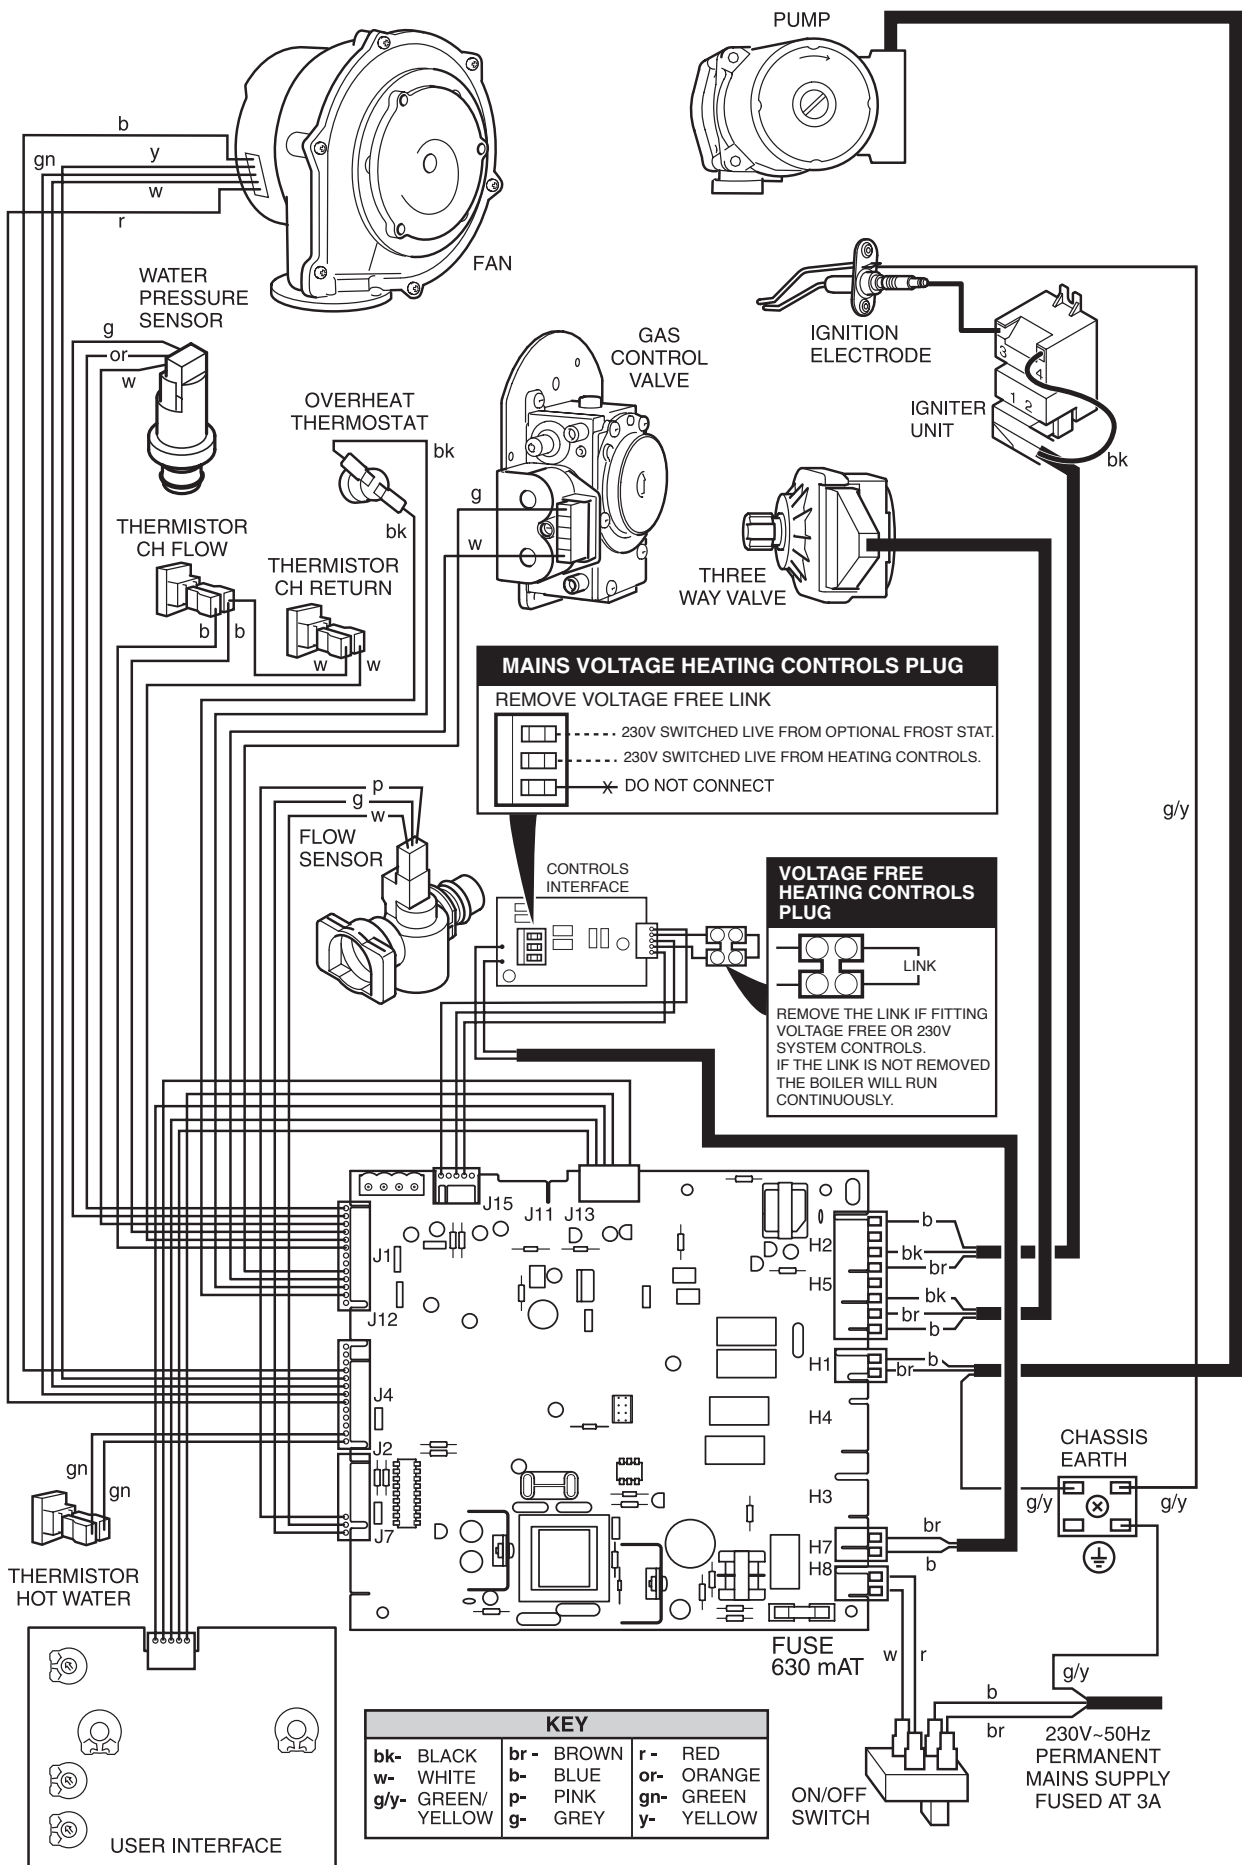 PUMP
b
gn
y
w
r
FAN
WATER
PRESSURE
SENSOR
g
or
w
GAS
CONTROL
VALVE
IGNITION
ELECTRODE
3
4
1 2
IGNITER
UNIT
bk
OVERHEAT
THERMOSTAT
bk
bk
g
w
THERMISTOR
CH FLOW
b
b
THERMISTOR
CH RETURN
w
w
THREE
WAY VALVE
MAINS VOLTAGE HEATING CONTROLS PLUG
REMOVE VOLTAGE FREE LINK
230V SWITCHED LIVE FROM OPTIONAL FROST STAT.
230V SWITCHED LIVE FROM HEATING CONTROLS.
X DO NOT CONNECT
g/y
p
g
w
FLOW
SENSOR
CONTROLS
INTERFACE
VOLTAGE FREE
HEATING CONTROLS
PLUG
LINK
REMOVE THE LINK IF FITTING
VOLTAGE FREE OR 230V
SYSTEM CONTROLS.
IF THE LINK IS NOT REMOVED
THE BOILER WILL RUN
CONTINUOUSLY.
J15
J11
J13
J1
J12
J4
J2
J7
H2
H5
H1
H4
H3
H7
H8
b
bk
br
bk
br
b
b
br
CHASSIS
EARTH
g/y
g/y
br
b
gn
gn
THERMISTOR
HOT WATER
FUSE
630 mAT
w
r
g/y
b
br
230V~50Hz
PERMANENT
MAINS SUPPLY
FUSED AT 3A
ON/OFF
SWITCH
USER INTERFACE
KEY
bk- BLACK
w- WHITE
g/y- GREEN/
YELLOW
br - BROWN
b- BLUE
p- PINK
g- GREY
r - RED
or- ORANGE
gn- GREEN
y- YELLOW